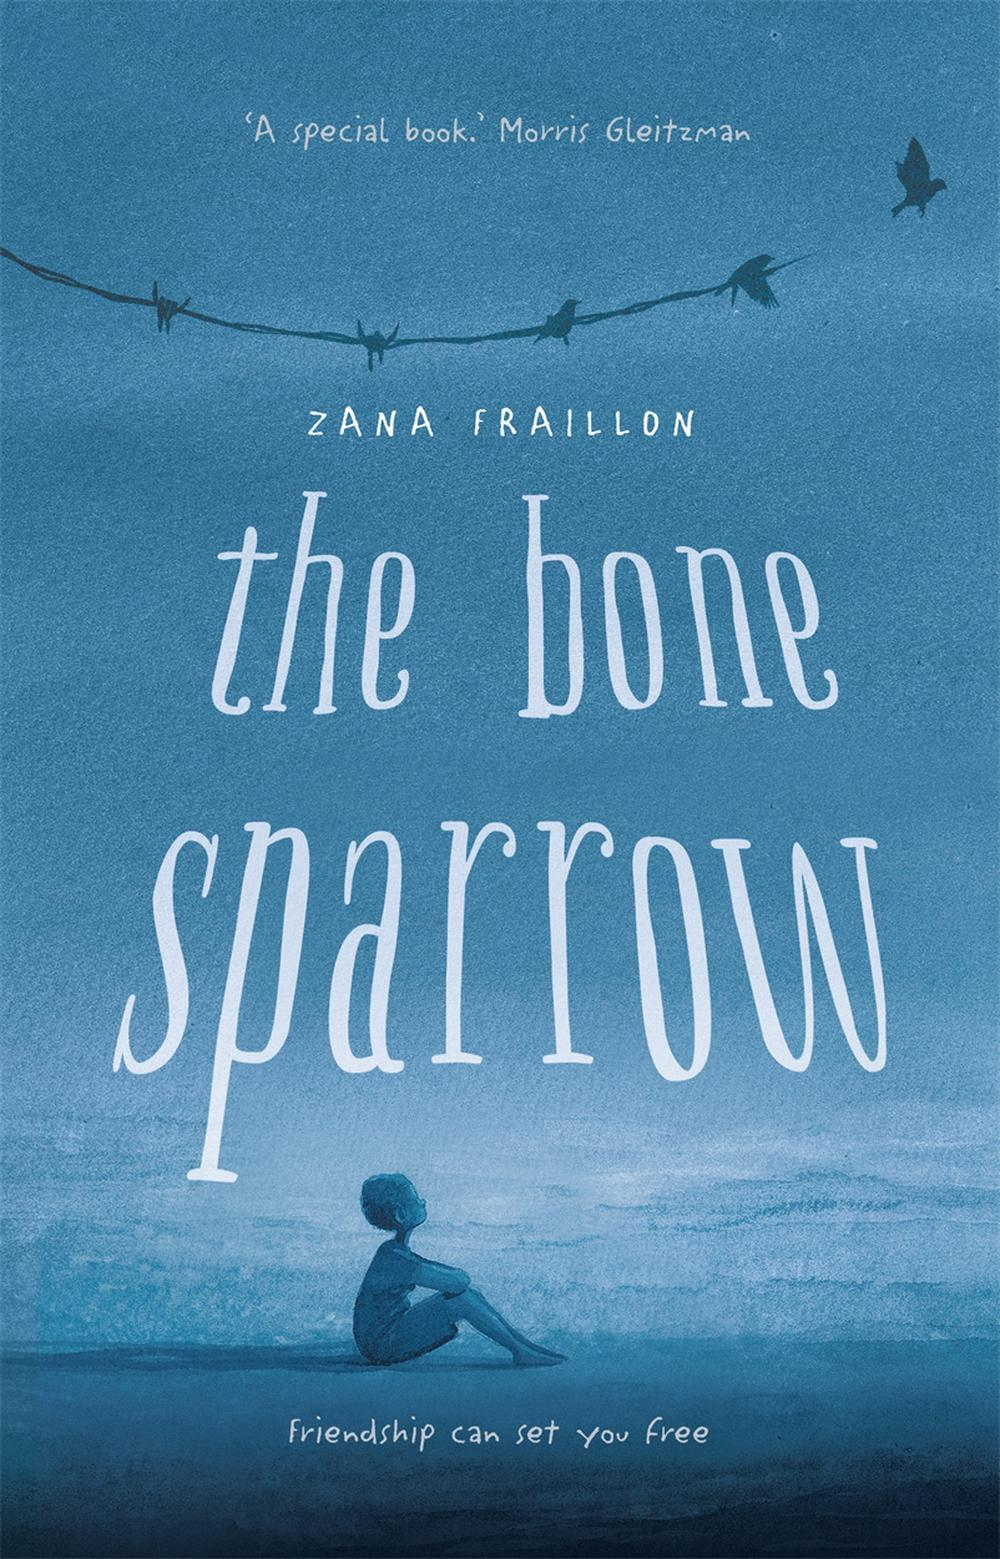 ‘A special book.’ Morris Gleitzman
ZANA FRAILLON
the bone
sparrow
Friendship can set you free